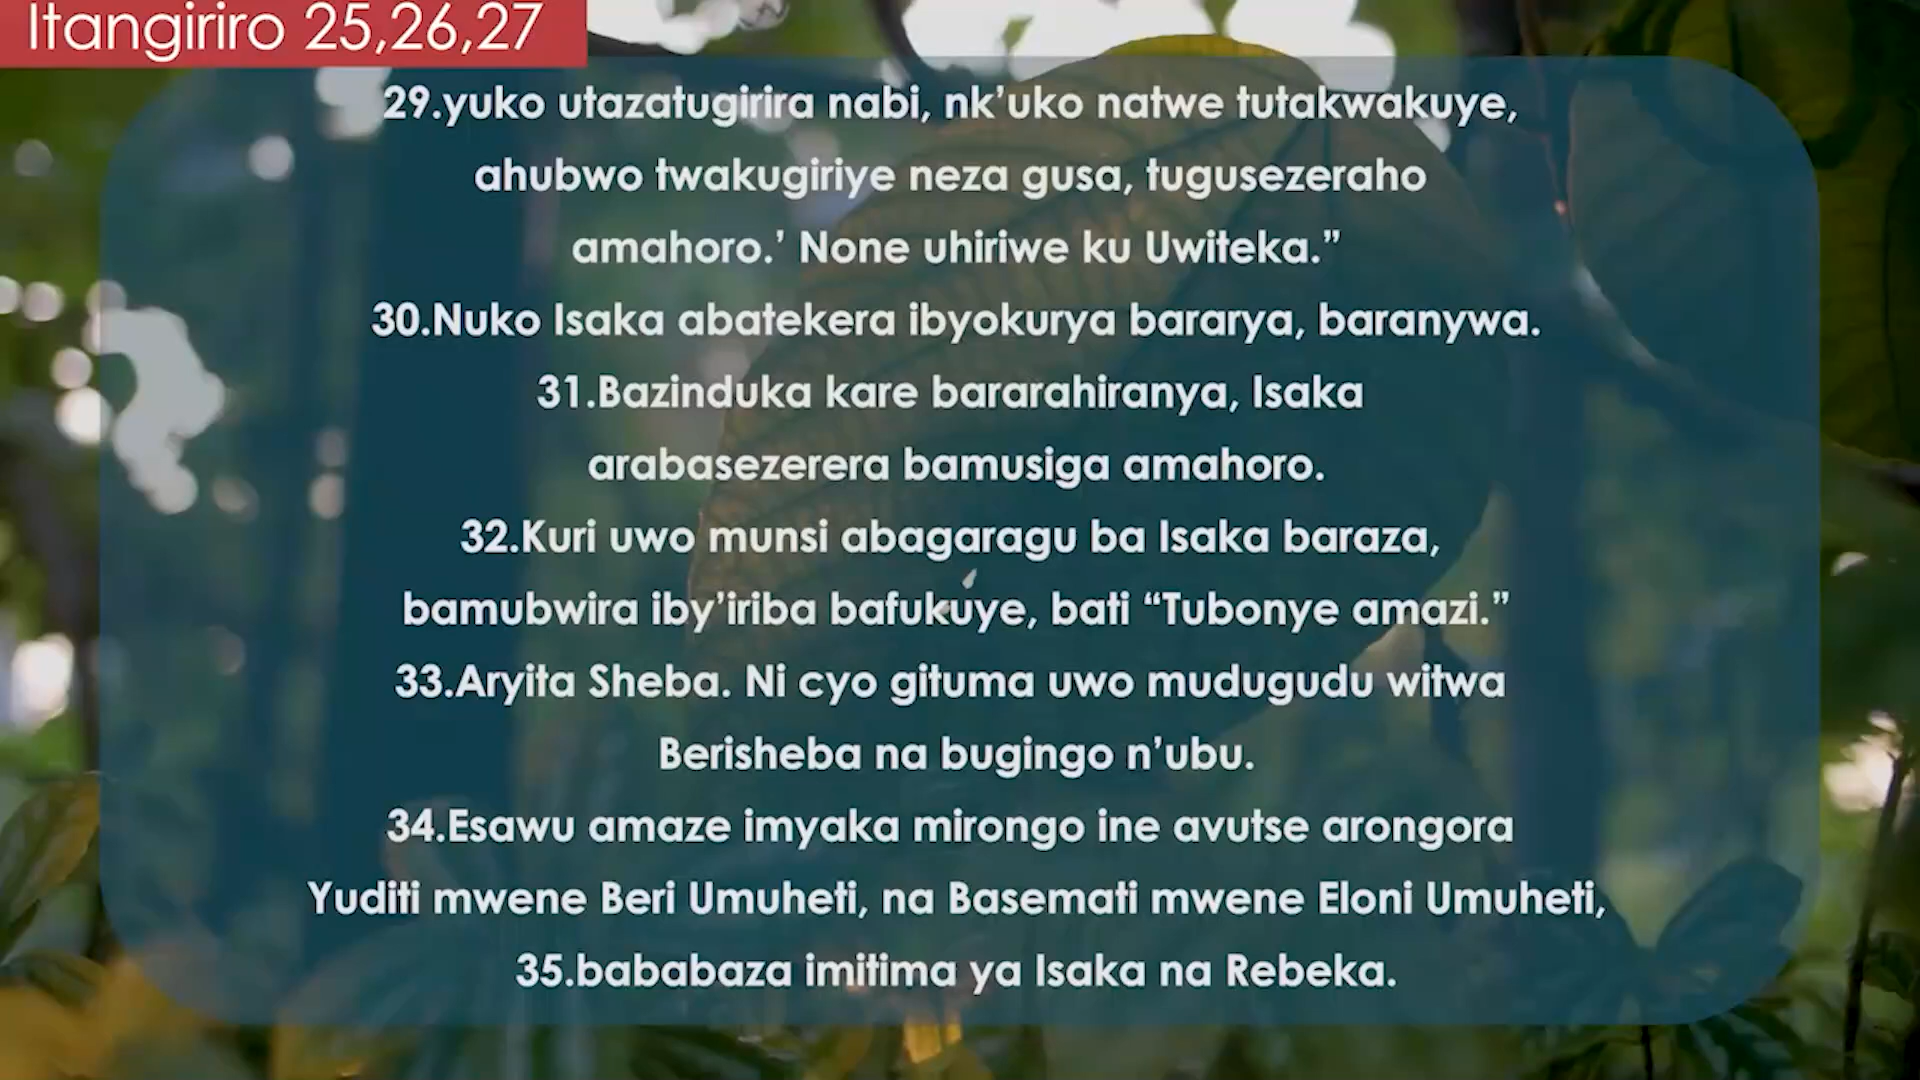 Itangiriro 25,26,27
29.yuko utazatugirira nabi, nk’uko natwe tutakwakuye,
ahubwo twakugiriye neza gusa, tugusezeraho
amahoro.’ None uhiriwe ku Uwiteka.”
30.Nuko Isaka abatekera ibyokurya bararya, baranywa.
31.Bazinduka kare bararahiranya, Isaka
arabasezerera bamusiga amahoro.
32.Kuri uwo munsi abagaragu ba Isaka baraza,
bamubwira iby’iriba bafukuye, bati “Tubonye amazi.”
33.Aryita Sheba. Ni cyo gituma uwo mudugudu witwa
Berisheba na bugingo n’ubu.
34.Esawu amaze imyaka mirongo ine avutse arongora
Yuditi mwene Beri Umuheti, na Basemati mwene Eloni Umuheti,
35.bababaza imitima ya Isaka na Rebeka.